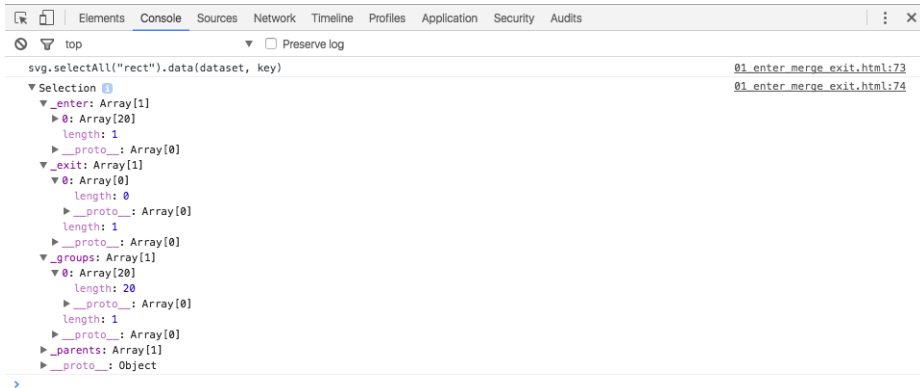 Elements Console Sources Network Timeline Profiles Application Security Audits
top Preserve log
svg.selectAll("rect").data(dataset, key) 01 enter merge exit.html:73
Selection i 01 enter merge exit.html:74
_enter: Array[1]
0: Array[20]
length: 1
__proto__: Array[0]
_exit: Array[1]
0: Array[0]
length: 0
__proto__: Array[0]
length: 1
__proto__: Array[0]
_groups: Array[1]
0: Array[20]
length: 20
__proto__: Array[0]
length: 1
__proto__: Array[0]
_parents: Array[1]
__proto__: Object